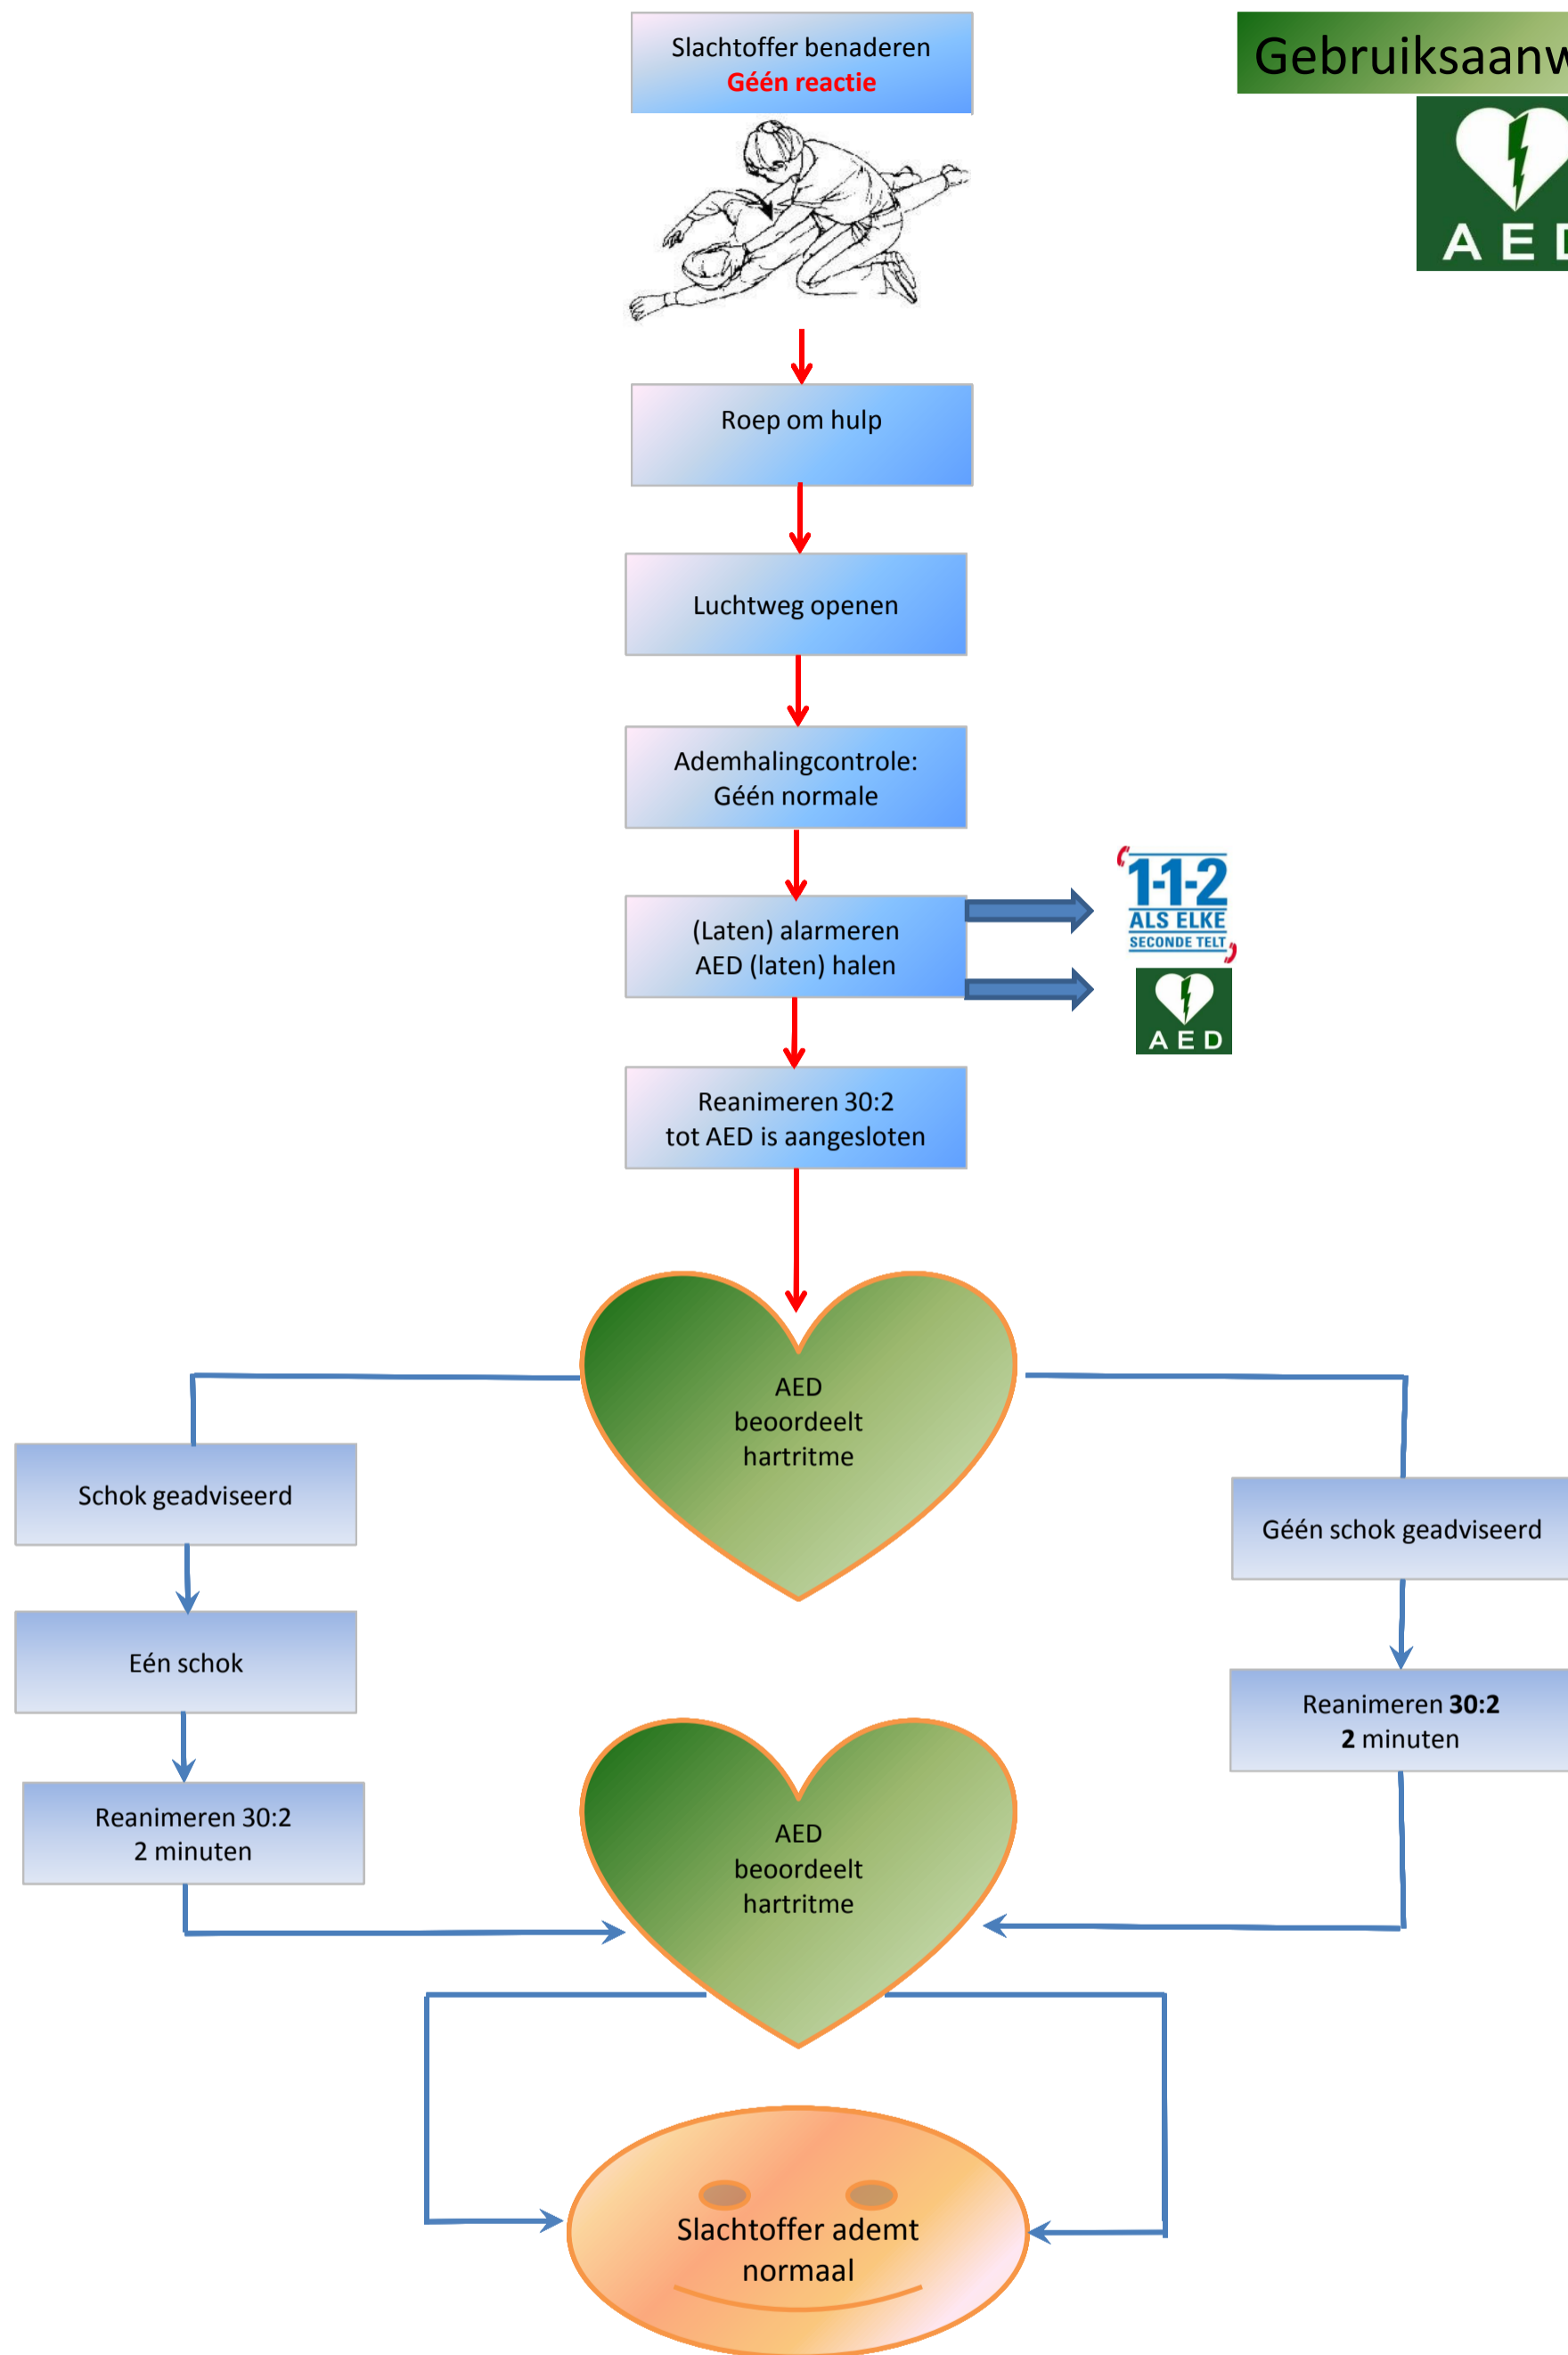 Slachtoffer benaderen
Géén reactie
Gebruiksaanw
AED
Roep om hulp
Luchtweg openen
Ademhalingcontrole:
Géén normale
(Laten) alarmeren
AED (laten) halen
1-1-2
ALS ELKE
SECONDE TELT
AED
Reanimeren 30:2
tot AED is aangesloten
AED
beoordeelt
hartritme
Schok geadviseerd
Eén schok
Reanimeren 30:2
2 minuten
Géén schok geadviseerd
Reanimeren 30:2
2 minuten
AED
beoordeelt
hartritme
Slachtoffer ademt
normaal